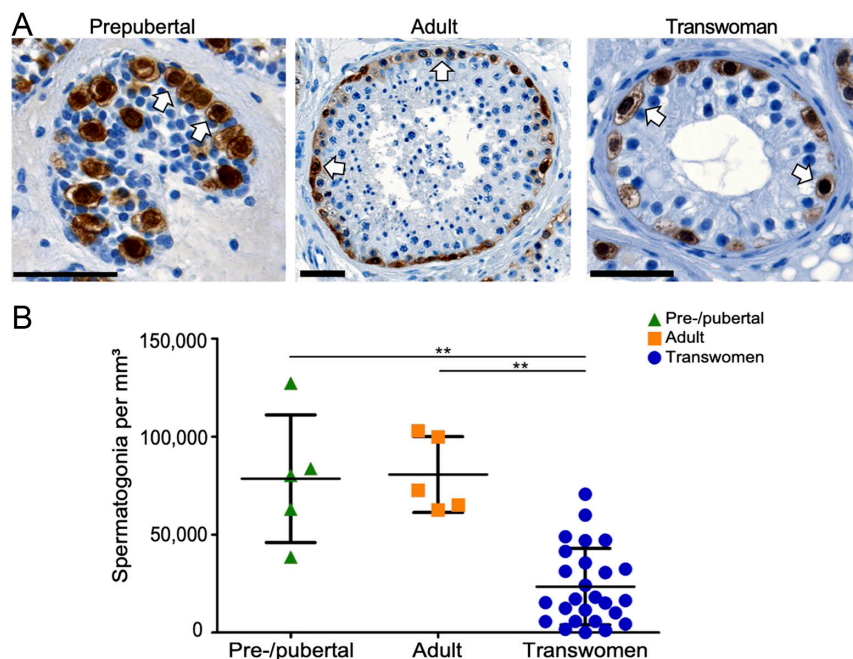 A
Prepubertal
Adult
Transwoman
B
150,000
100,000
50,000
0
Spermatogonia per mm³
**
**
Pre-/pubertal
Adult
Transwomen
Pre-/pubertal
Adult
Transwomen